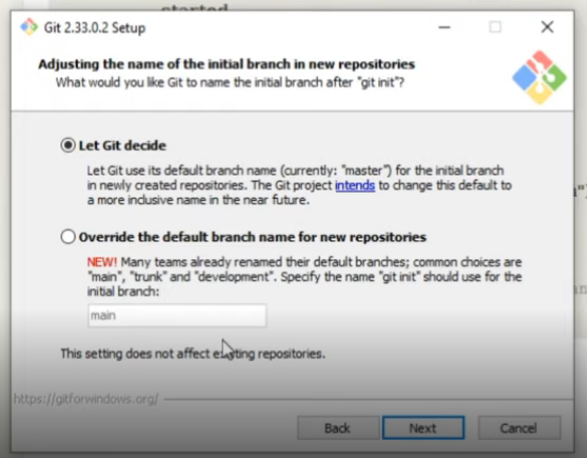 started
Git 2.33.0.2 Setup
Adjusting the name of the initial branch in new repositories
What would you like Git to name the initial branch after "git init"?
Let Git decide
Let Git use its default branch name (currently: "master") for the initial branch
in newly created repositories. The Git project intends to change this default to
a more inclusive name in the near future.
Override the default branch name for new repositories
NEW! Many teams already renamed their default branches; common choices are
"main", "trunk" and "development". Specify the name "git init" should use for the
initial branch:
main
This setting does not affect existing repositories.
https://gitforwindows.org/
Back
Next
Cancel